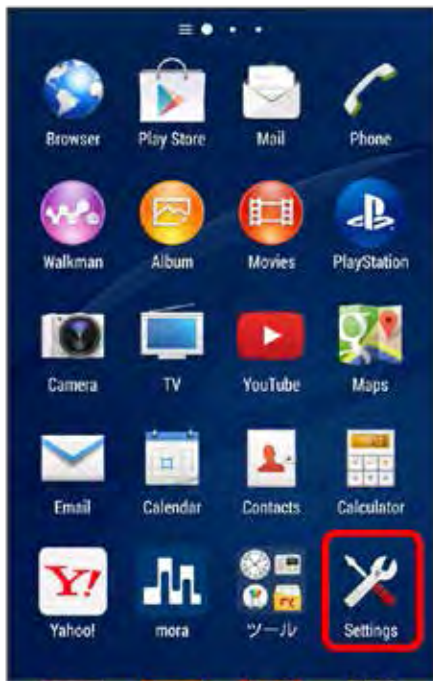 Browser Play Store Mail Phone
Walkman Album Movies PlayStation
Camera TV YouTube Maps
Email Calendar Contacts Calculator
Y!
Yahoo! mora ツール Settings